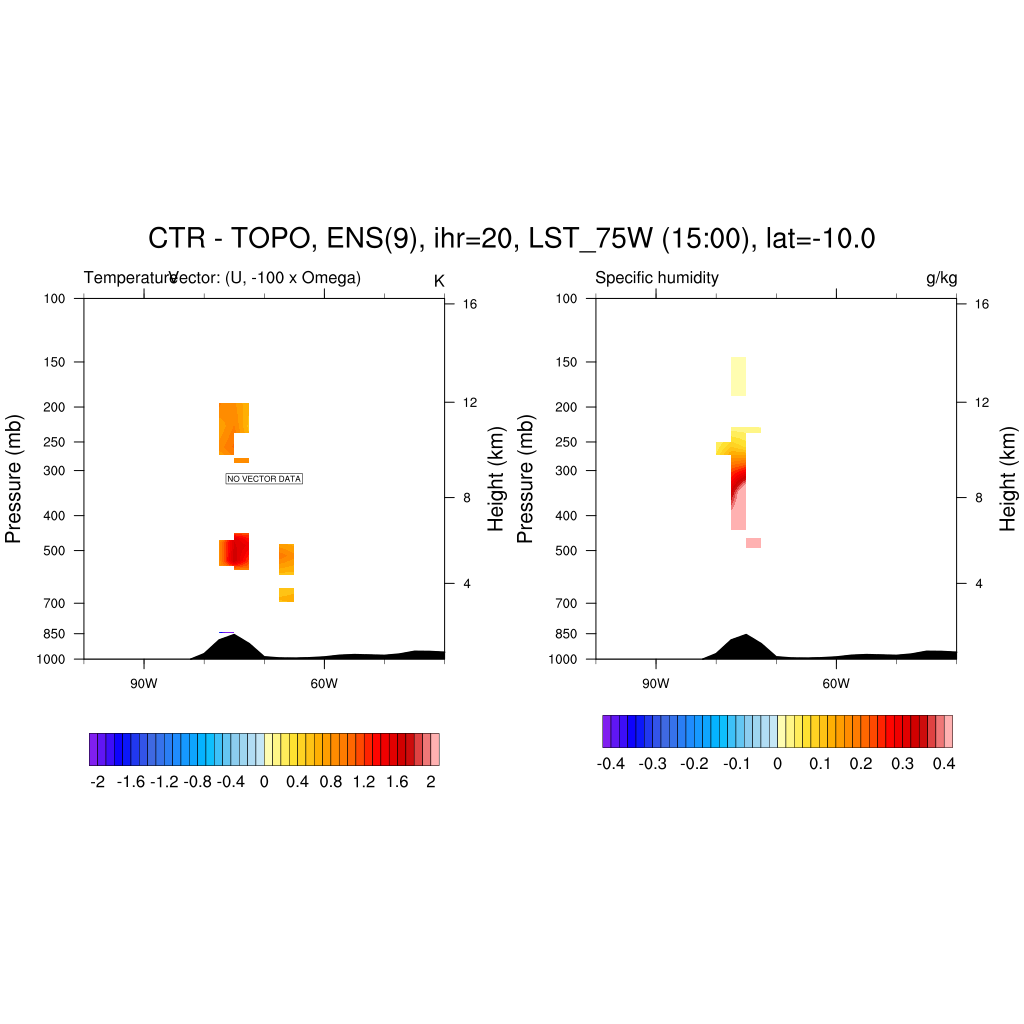 CTR - TOPO, ENS(9), ihr=20, LST_75W (15:00), lat=-10.0
Temperature Vector: (U, -100 x Omega) K
Specific humidity g/kg
100
150
200
250
300
400
500
700
850
1000
Pressure (mb)
16
12
8
4
Height (km)
NO VECTOR DATA
90W 60W
-2 -1.6 -1.2 -0.8 -0.4 0 0.4 0.8 1.2 1.6 2
100
150
200
250
300
400
500
700
850
1000
Pressure (mb)
16
12
8
4
Height (km)
90W 60W
-0.4 -0.3 -0.2 -0.1 0 0.1 0.2 0.3 0.4